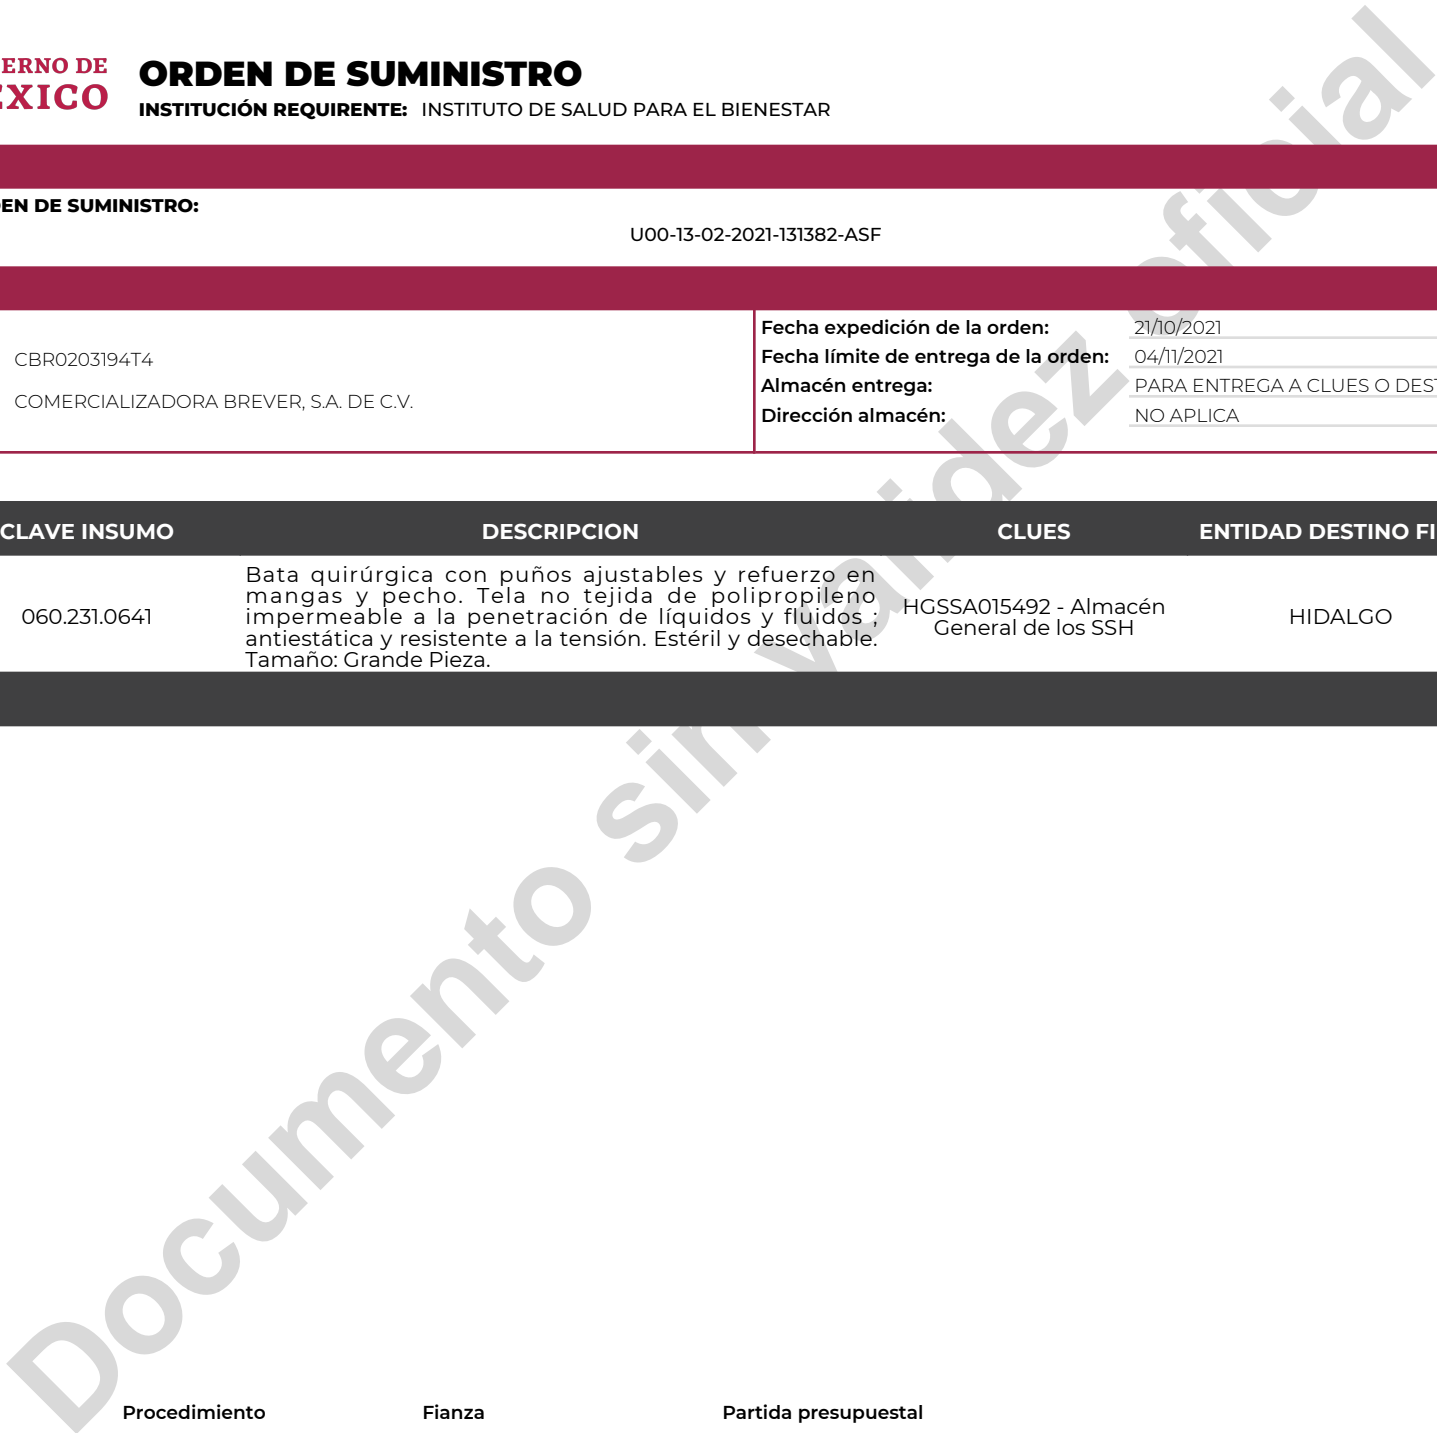 ERNO DE
ÉXICO
ORDEN DE SUMINISTRO
INSTITUCIÓN REQUIRENTE: INSTITUTO DE SALUD PARA EL BIENESTAR
EN DE SUMINISTRO:
U00-13-02-2021-131382-ASF
CBR0203194T4
COMERCIALIZADORA BREVER, S.A. DE C.V.
Fecha expedición de la orden: 21/10/2021
Fecha límite de entrega de la orden: 04/11/2021
Almacén entrega: PARA ENTREGA A CLUES O DEST
Dirección almacén: NO APLICA
CLAVE INSUMO DESCRIPCION CLUES ENTIDAD DESTINO FI
060.231.0641
Bata quirúrgica con puños ajustables y refuerzo en
mangas y pecho. Tela no tejida de polipropileno
impermeable a la penetración de líquidos y fluidos ;
antiestática y resistente a la tensión. Estéril y desechable.
Tamaño: Grande Pieza.
HGSSA015492 - Almacén
General de los SSH
HIDALGO
Documento sin validez oficial
Procedimiento Fianza Partida presupuestal